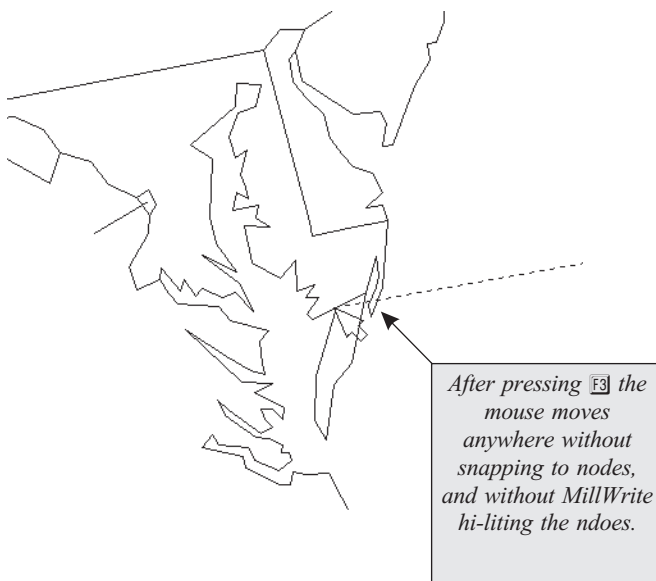 After pressing F3 the
mouse moves
anywhere without
snapping to nodes,
and without MillWrite
hi-liting the ndoes.